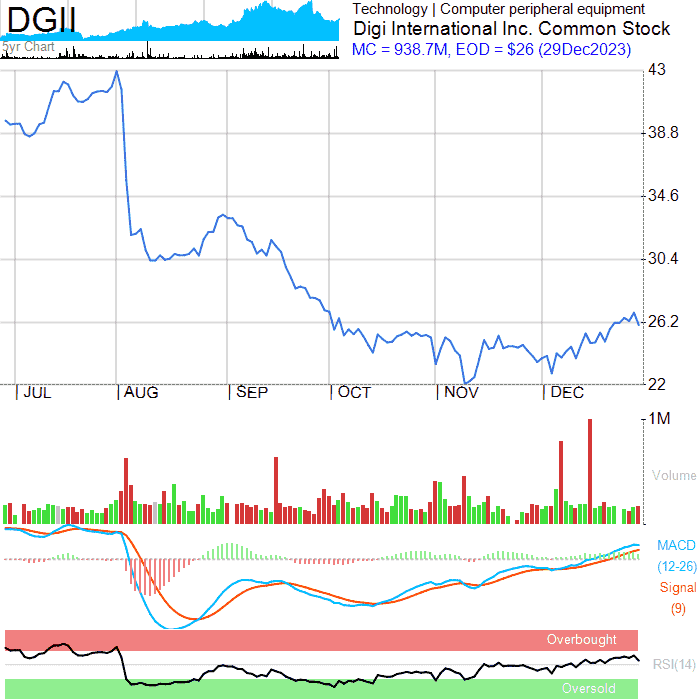 DGII
5yr Chart
Technology | Computer peripheral equipment
Digi International Inc. Common Stock
MC = 938.7M, EOD = $26 (29Dec2023)
43
38.8
34.6
30.4
26.2
22
JUL
AUG
SEP
OCT
NOV
DEC
1M
Volume
MACD
(12-26)
Signal
(9)
Overbought
RSI(14)
Oversold